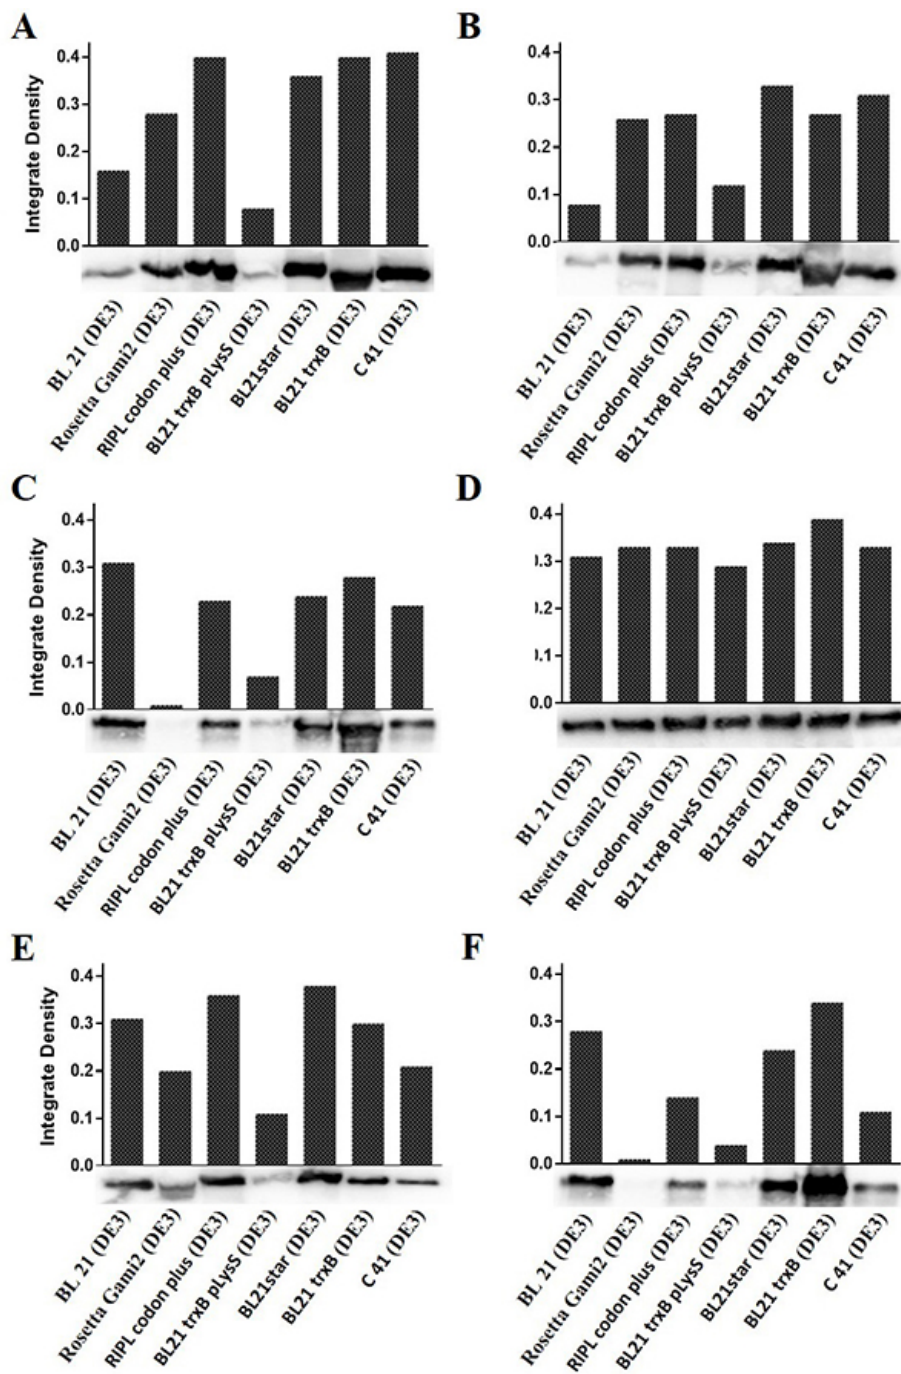 A
Integrate Density
0.4
0.3
0.2
0.1
0.0
BL 21 (DE3)
Rosetta Gami2 (DE3)
RIPL codon plus (DE3)
BL21 trxB pLysS (DE3)
BL21star (DE3)
BL21 trxB (DE3)
C 41 (DE3)
B
0.4
0.3
0.2
0.1
0.0
BL 21 (DE3)
Rosetta Gami2 (DE3)
RIPL codon plus (DE3)
BL21 trxB pLysS (DE3)
BL21star (DE3)
BL21 trxB (DE3)
C 41 (DE3)
C
Integrate Density
0.4
0.3
0.2
0.1
0.0
BL 21 (DE3)
Rosetta Gami2 (DE3)
RIPL codon plus (DE3)
BL21 trxB pLysS (DE3)
BL21star (DE3)
BL21 trxB (DE3)
C 41 (DE3)
D
0.4
0.3
0.2
0.1
0.0
BL 21 (DE3)
Rosetta Gami2 (DE3)
RIPL codon plus (DE3)
BL21 trxB pLysS (DE3)
BL21star (DE3)
BL21 trxB (DE3)
C 41 (DE3)
E
Integrate Density
0.4
0.3
0.2
0.1
0.0
BL 21 (DE3)
Rosetta Gami2 (DE3)
RIPL codon plus (DE3)
BL21 trxB pLysS (DE3)
BL21star (DE3)
BL21 trxB (DE3)
C 41 (DE3)
F
0.4
0.3
0.2
0.1
0.0
BL 21 (DE3)
Rosetta Gami2 (DE3)
RIPL codon plus (DE3)
BL21 trxB pLysS (DE3)
BL21star (DE3)
BL21 trxB (DE3)
C 41 (DE3)